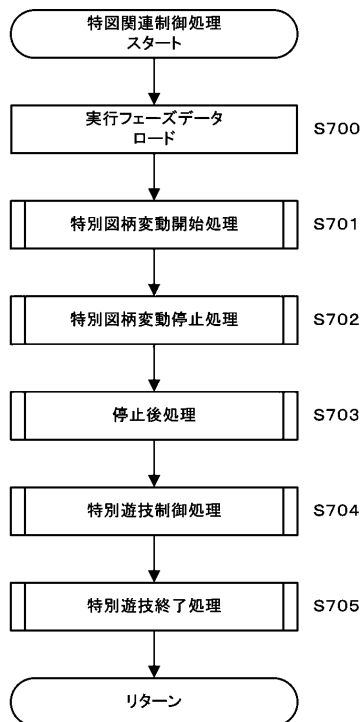 特図関連制御処理
スタート
実行フェーズデータ
ロード
S700
特別図柄変動開始処理
S701
特別図柄変動停止処理
S702
停止後処理
S703
特別遊技制御処理
S704
特別遊技終了処理
S705
リターン